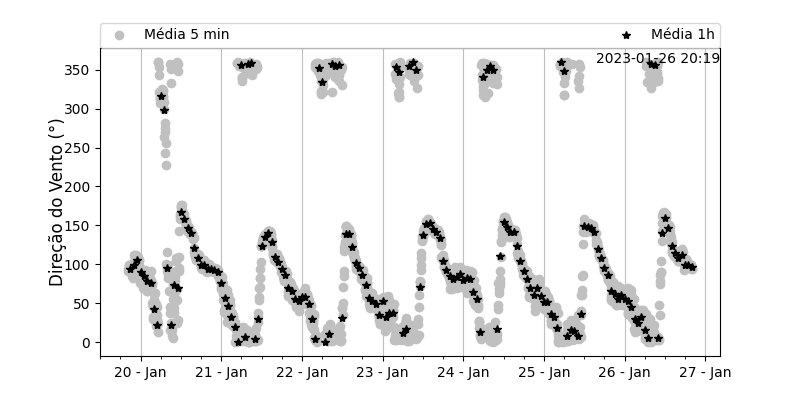 Média 5 min
Média 1h
2023-01-26 20:19
Direção do Vento (°)
350
300
250
200
150
100
50
0
20 - Jan
21 - Jan
22 - Jan
23 - Jan
24 - Jan
25 - Jan
26 - Jan
27 - Jan